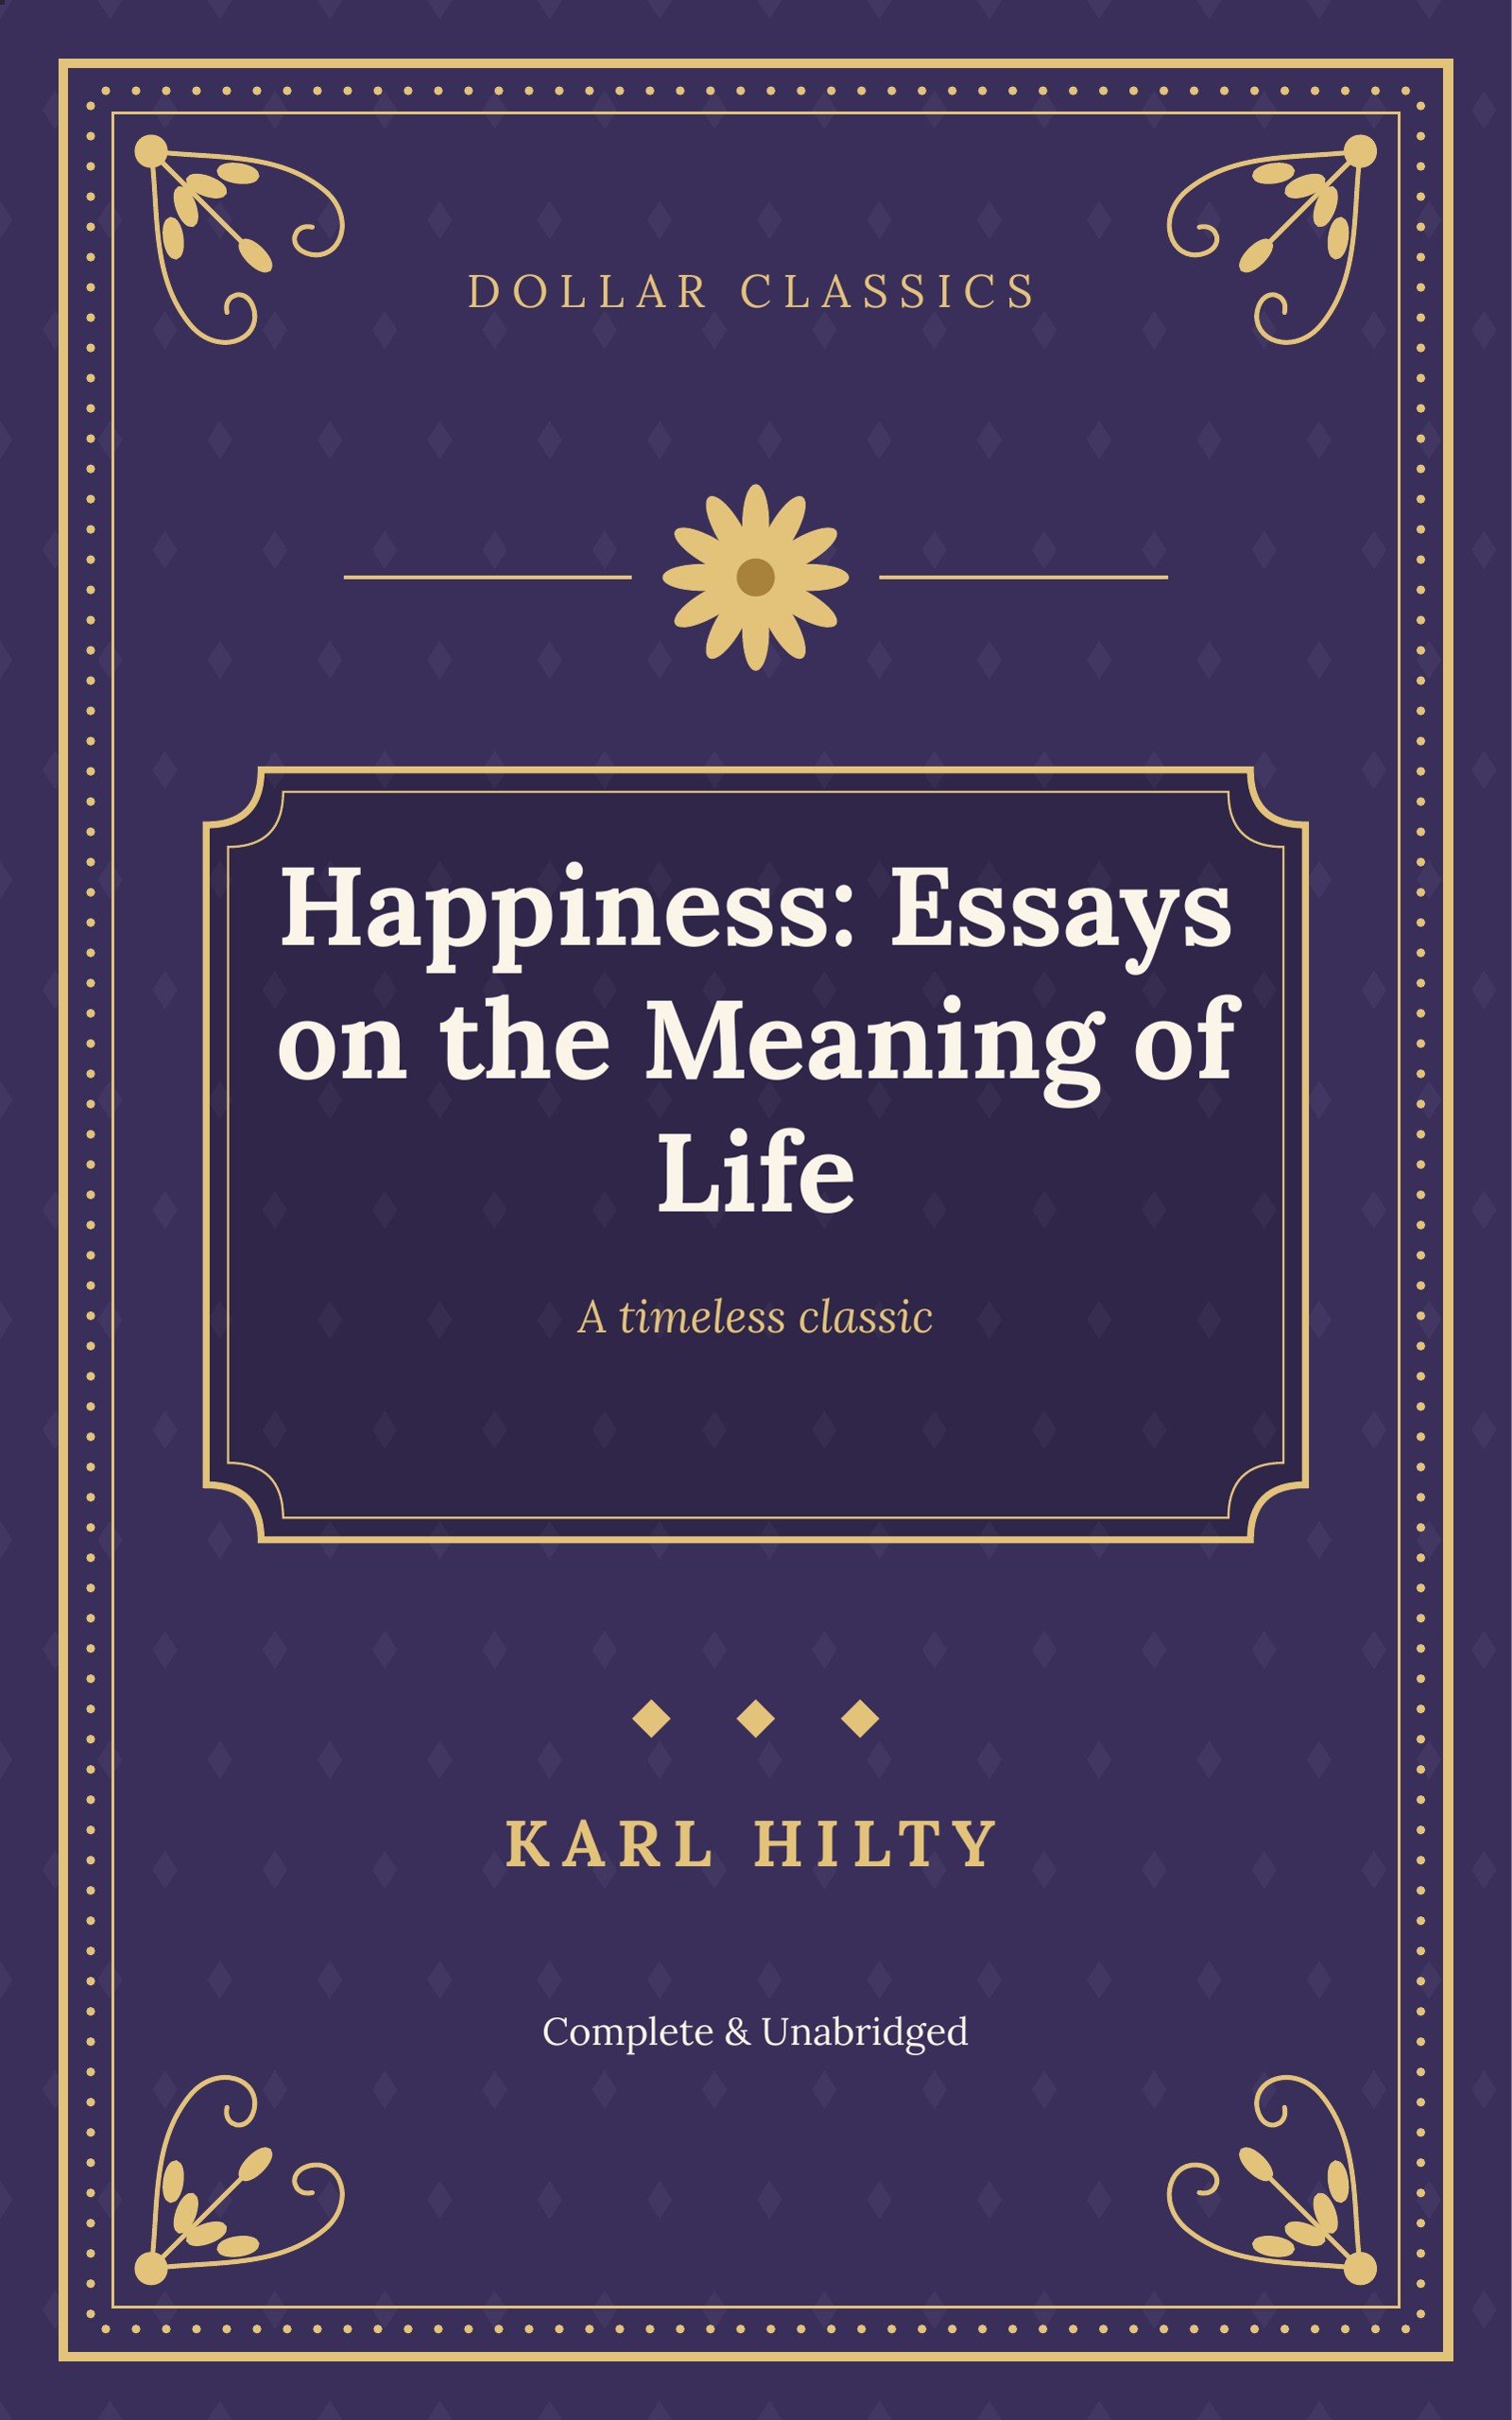 DOLLAR CLASSICS
Happiness: Essays
on the Meaning of
Life
A timeless classic
KARL HILTY
Complete & Unabridged